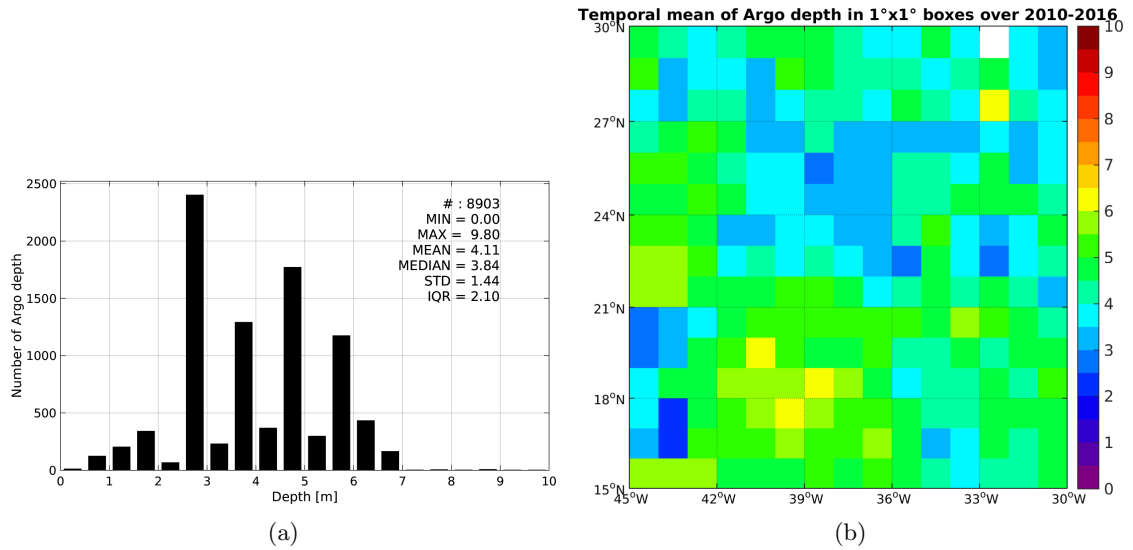 Temporal mean of Argo depth in 1°x1° boxes over 2010-2016
2500
2000
1500
1000
500
0
Number of Argo depth
# : 8903
MIN = 0.00
MAX = 9.80
MEAN = 4.11
MEDIAN = 3.84
STD = 1.44
IQR = 2.10
0 1 2 3 4 5 6 7 8 9 10
Depth [m]
(a)
30°N
27°N
24°N
21°N
18°N
15°N
45°W 42°W 39°W 36°W 33°W 30°W
10
9
8
7
6
5
4
3
2
1
0
(b)